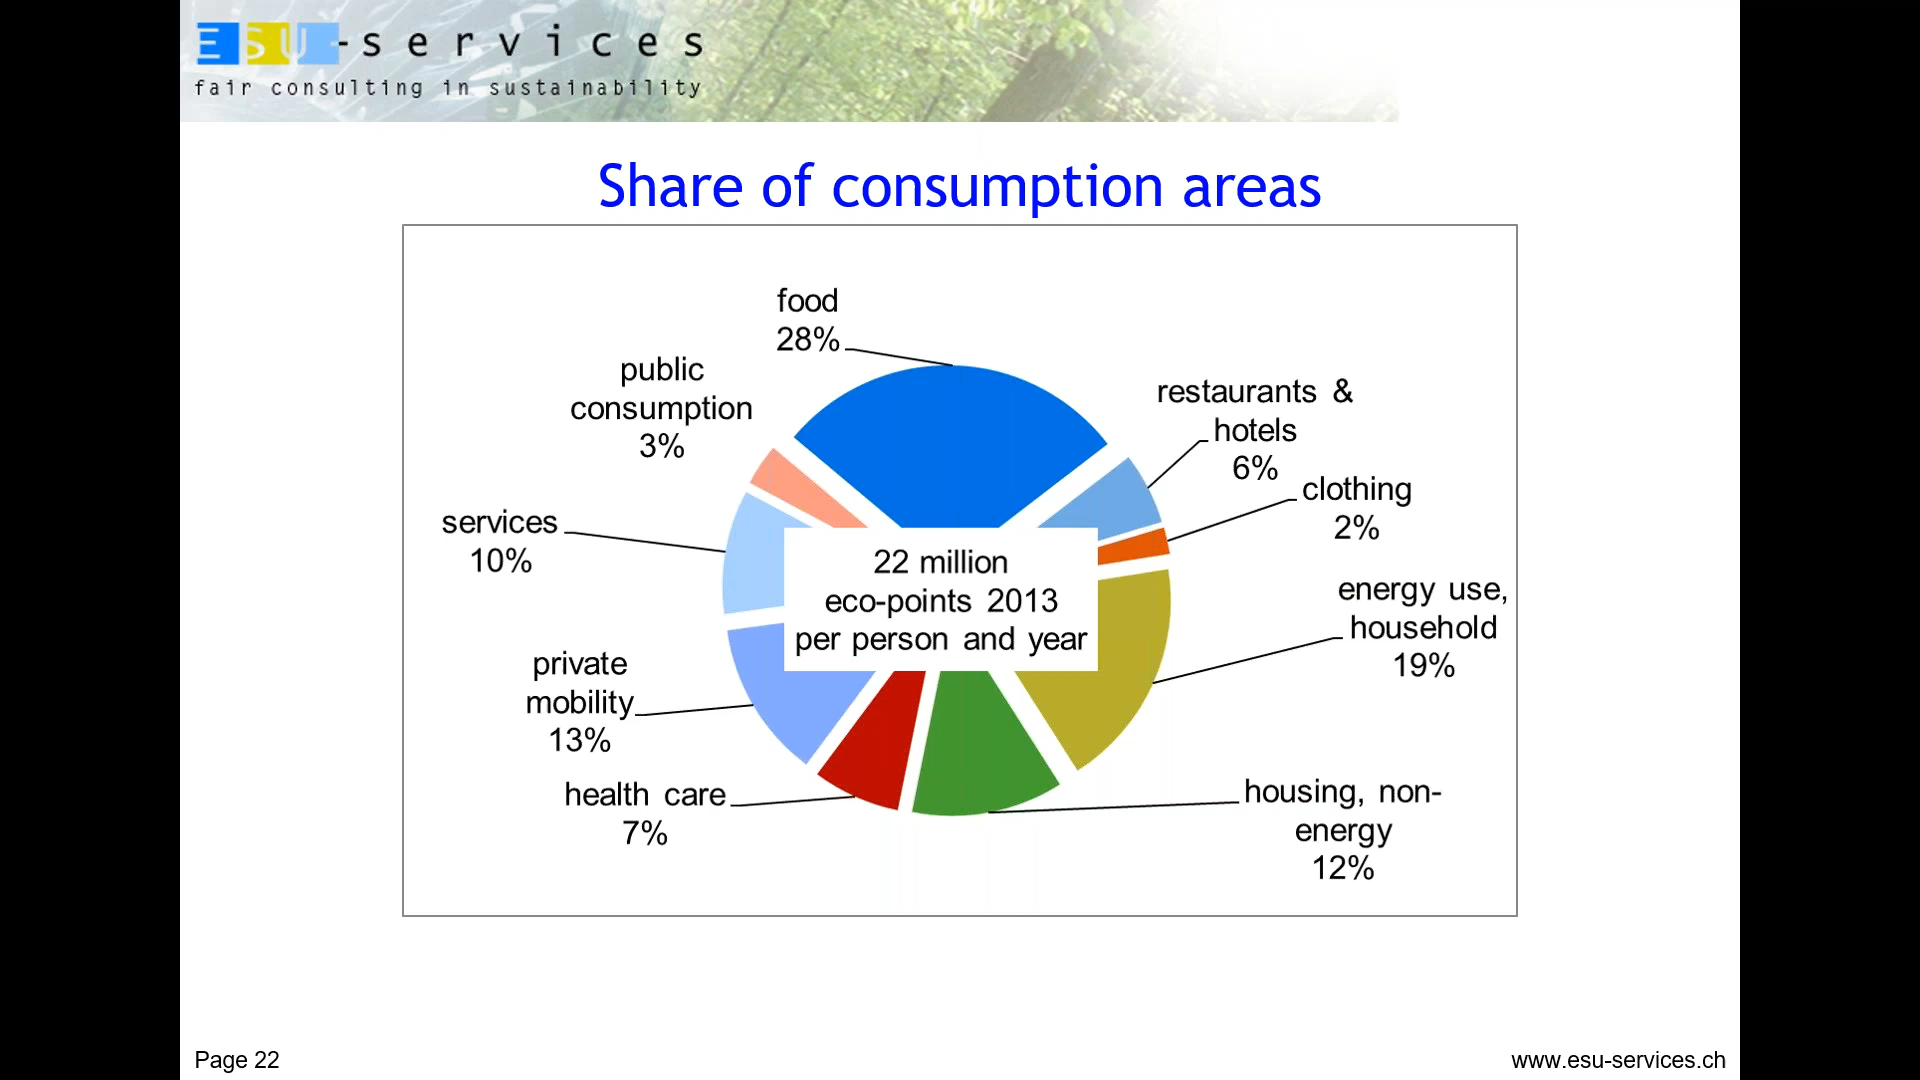 ESU-services
fair consulting in sustainability
Share of consumption areas
food
28%
public
consumption
3%
restaurants &
hotels
6%
clothing
2%
services
10%
22 million
eco-points 2013
per person and year
energy use,
household
19%
private
mobility
13%
health care
7%
housing, non-
energy
12%
Page 22
www.esu-services.ch